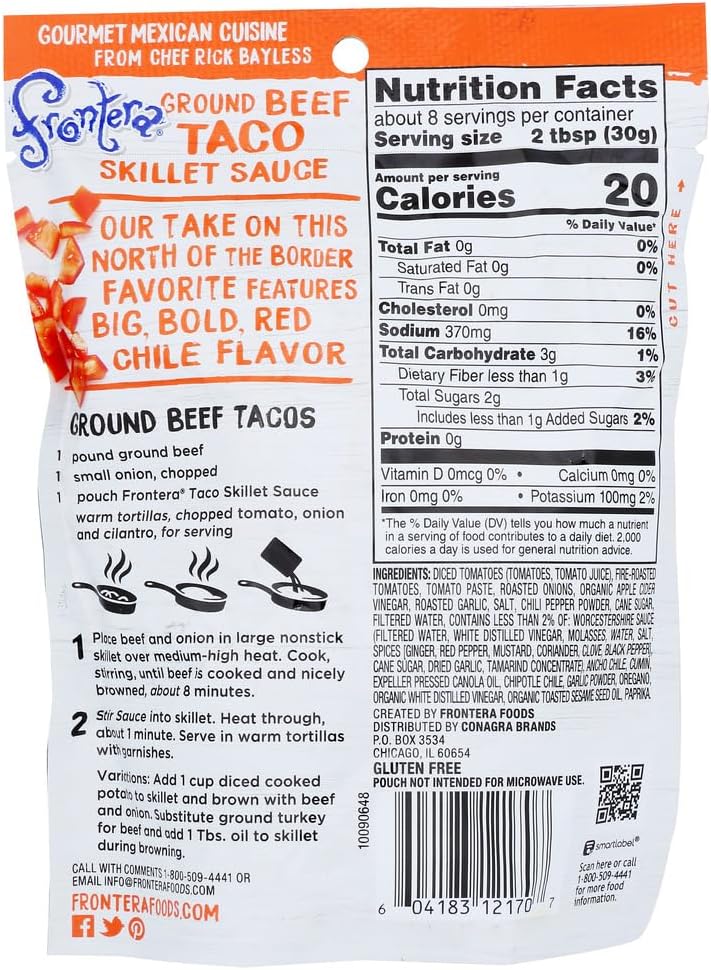 GOURMET MEXICAN CUISINE
FROM CHEF RICK BAYLESS
Frontera®
GROUND BEEF
TACO
SKILLET SAUCE
OUR TAKE ON THIS
NORTH OF THE BORDER
FAVORITE FEATURES
BIG, BOLD, RED
CHILE FLAVOR
GROUND BEEF TACOS
1 pound ground beef
1 small onion, chopped
1 pouch Frontera® Taco Skillet Sauce
warm tortillas, chopped tomato, onion
and cilantro, for serving
1 Place beef and onion in large nonstick
skillet over medium-high heat. Cook,
stirring, until beef is cooked and nicely
browned, about 8 minutes.
2 Stir Sauce into skillet. Heat through,
about 1 minute. Serve in warm tortillas
with garnishes.
Variations: Add 1 cup diced cooked
potato to skillet and brown with beef
and onion. Substitute ground turkey
for beef and add 1 Tbs. oil to skillet
during browning.
CALL WITH COMMENTS 1-800-509-4441 OR
EMAIL INFO@FRONTERAFOODS.COM
FRONTERAFOODS.COM
Nutrition Facts
about 8 servings per container
Serving size 2 tbsp (30g)
Amount per serving
Calories 20
% Daily Value*
Total Fat 0g 0%
Saturated Fat 0g 0%
Trans Fat 0g
Cholesterol 0mg 0%
Sodium 370mg 16%
Total Carbohydrate 3g 1%
Dietary Fiber less than 1g 3%
Total Sugars 2g
Includes less than 1g Added Sugars 2%
Protein 0g
Vitamin D 0mcg 0% • Calcium 0mg 0%
Iron 0mg 0% • Potassium 100mg 2%
*The % Daily Value (DV) tells you how much a nutrient
in a serving of food contributes to a daily diet. 2,000
calories a day is used for general nutrition advice.
CUT HERE
INGREDIENTS: DICED TOMATOES (TOMATOES, TOMATO JUICE), FIRE-ROASTED
TOMATOES, TOMATO PASTE, ROASTED ONIONS, ORGANIC APPLE CIDER
VINEGAR, ROASTED GARLIC, SALT, CHILI PEPPER POWDER, CANE SUGAR,
FILTERED WATER, CONTAINS LESS THAN 2% OF: WORCESTERSHIRE SAUCE
(FILTERED WATER, WHITE DISTILLED VINEGAR, MOLASSES, WATER, SALT,
SPICES [GINGER, RED PEPPER, MUSTARD, CORIANDER, CLOVE, BLACK PEPPER],
CANE SUGAR, DRIED GARLIC, TAMARIND CONCENTRATE), ANCHO CHILE, CUMIN,
EXPELLER PRESSED CANOLA OIL, CHIPOTLE CHILE, GARLIC POWDER, OREGANO,
ORGANIC WHITE DISTILLED VINEGAR, ORGANIC TOASTED SESAME SEED OIL, PAPRIKA.
CREATED BY FRONTERA FOODS
DISTRIBUTED BY CONAGRA BRANDS
P.O. BOX 3534
CHICAGO, IL 60654
GLUTEN FREE
POUCH NOT INTENDED FOR MICROWAVE USE.
10090648
6 04183 12170 7
smartlabel®
Scan here or call
1-800-509-4441
for more food
information.